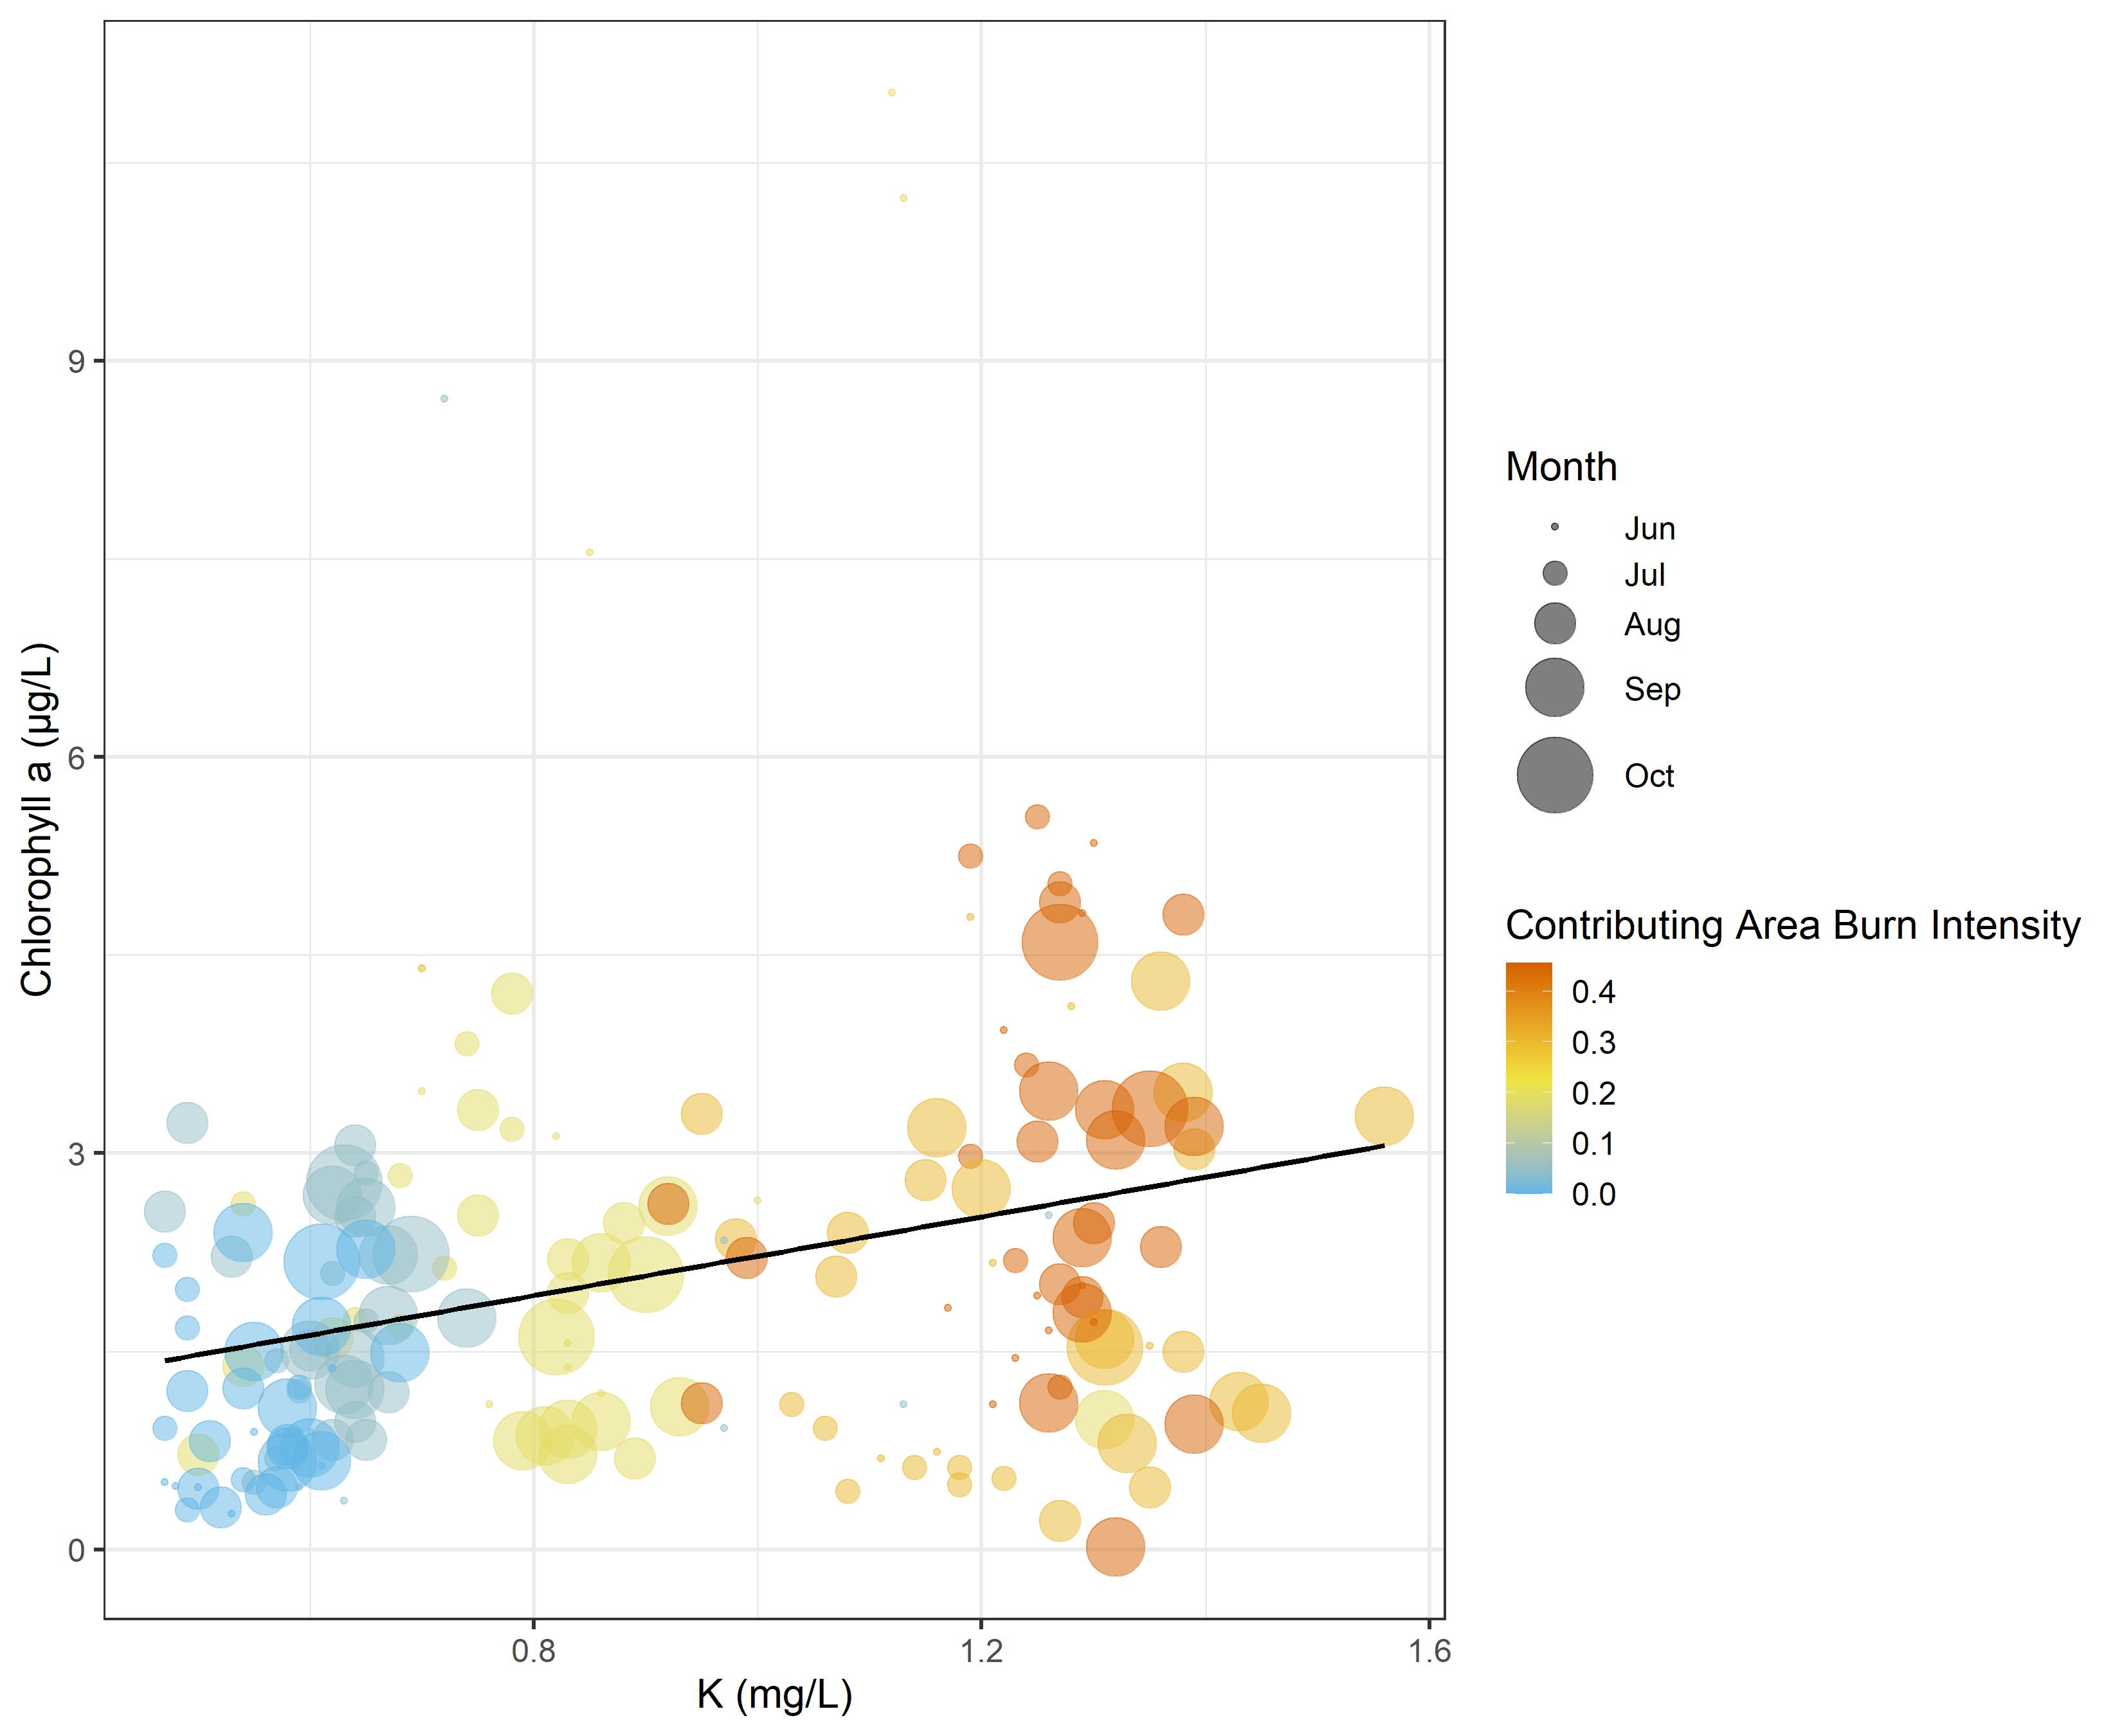 Chlorophyll a (µg/L)
9
6
3
0
0.8
1.2
1.6
K (mg/L)
Month
Jun
Jul
Aug
Sep
Oct
Contributing Area Burn Intensity
0.4
0.3
0.2
0.1
0.0